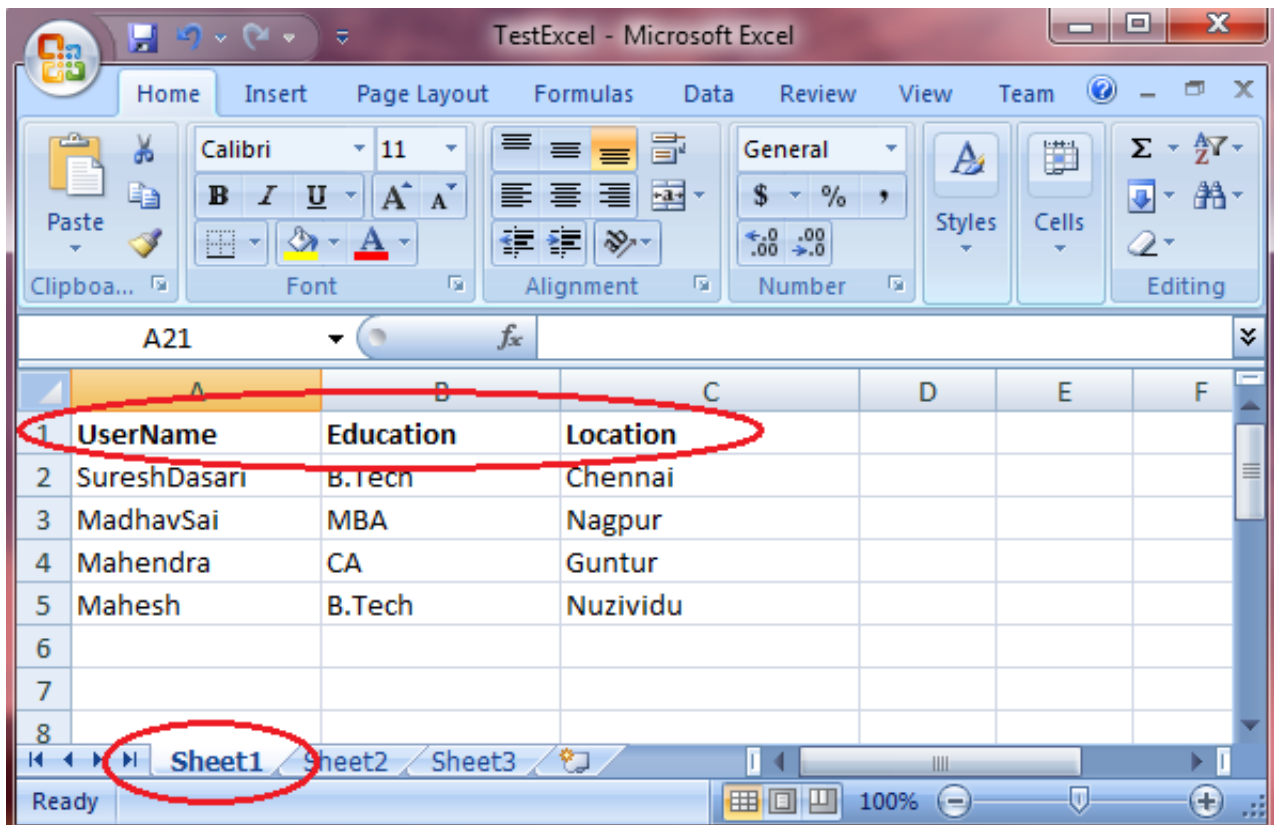 TestExcel - Microsoft Excel
Home Insert Page Layout Formulas Data Review View Team
Calibri 11 General
B I U A A $ % ,
Paste Styles Cells
Clipboa... Font Alignment Number Editing
A21 fx
A B C D E F
1 UserName Education Location
2 SureshDasari B.Tech Chennai
3 MadhavSai MBA Nagpur
4 Mahendra CA Guntur
5 Mahesh B.Tech Nuzividu
6
7
8
Sheet1 Sheet2 Sheet3
Ready 100%